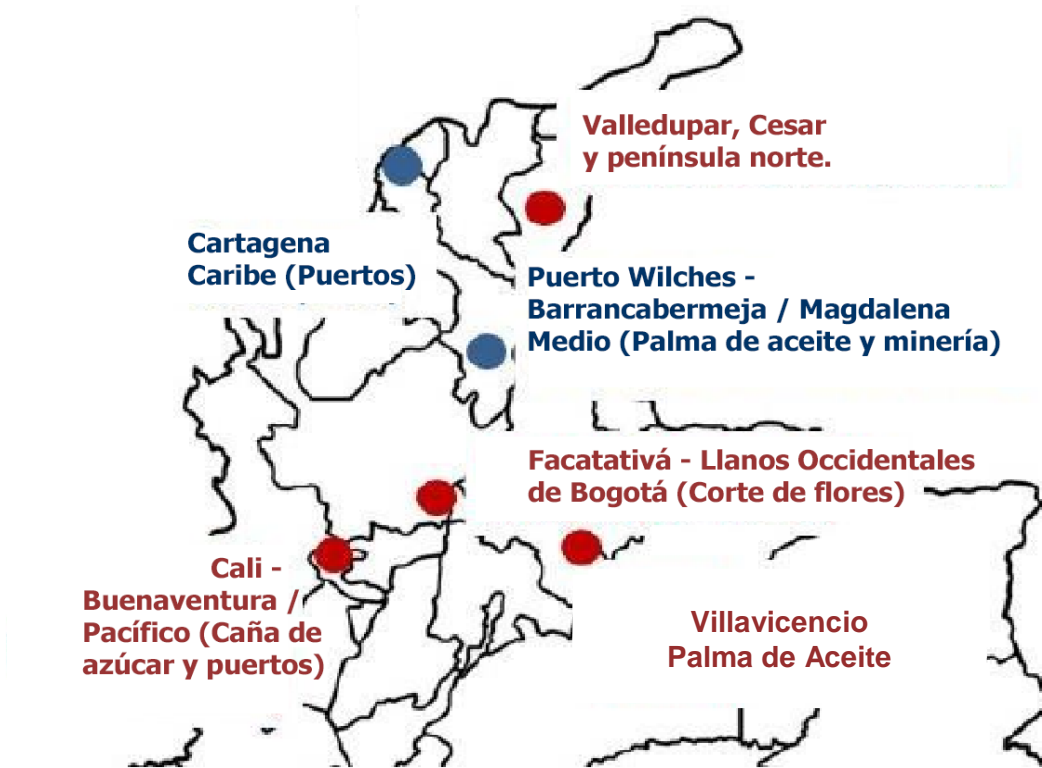 Valledupar, Cesar
y península norte.
Cartagena
Caribe (Puertos)
Puerto Wilches -
Barrancabermeja / Magdalena
Medio (Palma de aceite y minería)
Facatativá - Llanos Occidentales
de Bogotá (Corte de flores)
Cali -
Buenaventura /
Pacífico (Caña de
azúcar y puertos)
Villavicencio
Palma de Aceite